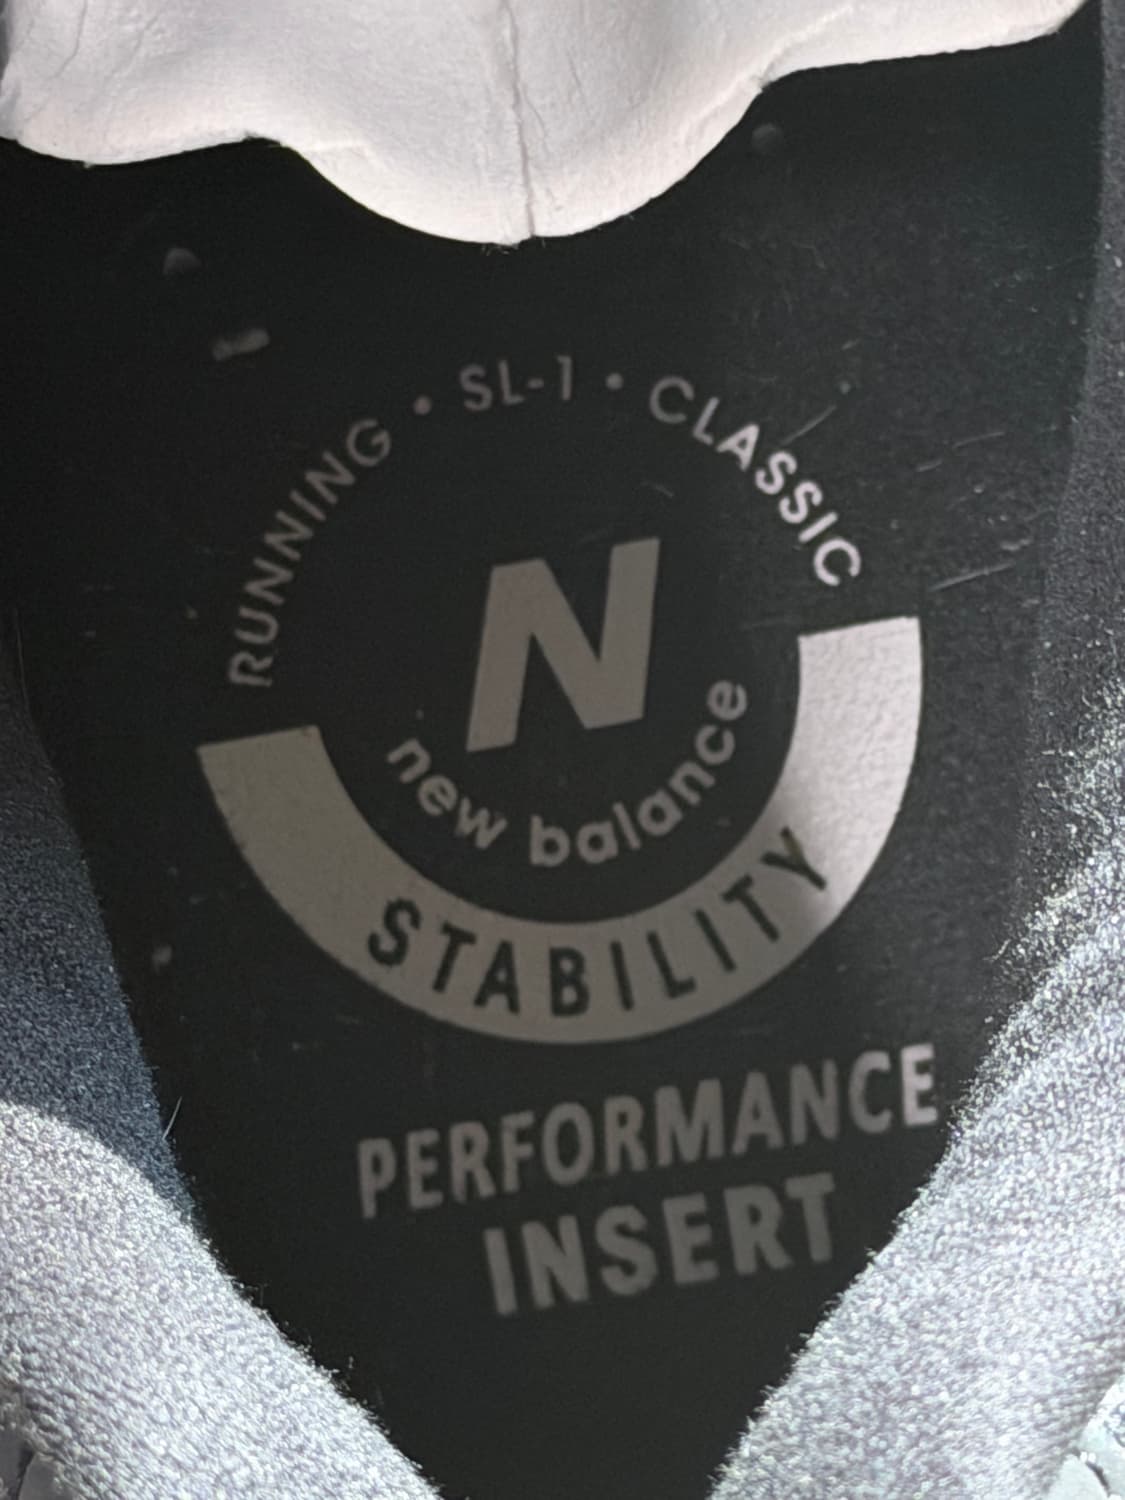 RUNNING • SL-1 • CLASSIC
N
new balance
STABILITY
PERFORMANCE
INSERT